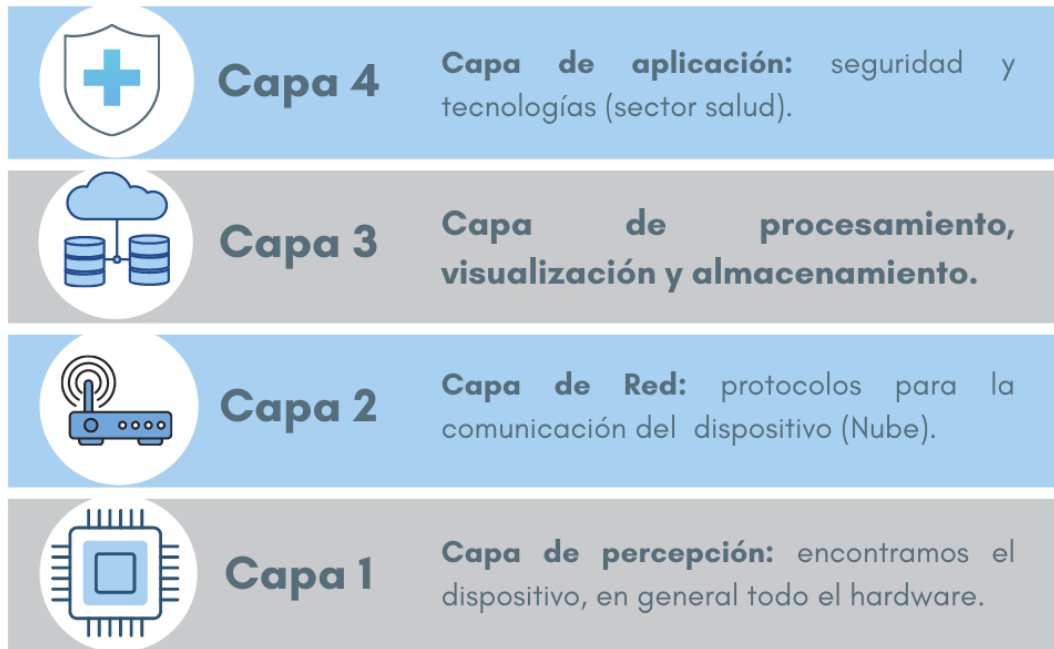 Capa 4
Capa de aplicación: seguridad y
tecnologías (sector salud).
Capa 3
Capa de procesamiento,
visualización y almacenamiento.
Capa 2
Capa de Red: protocolos para la
comunicación del dispositivo (Nube).
Capa 1
Capa de percepción: encontramos el
dispositivo, en general todo el hardware.